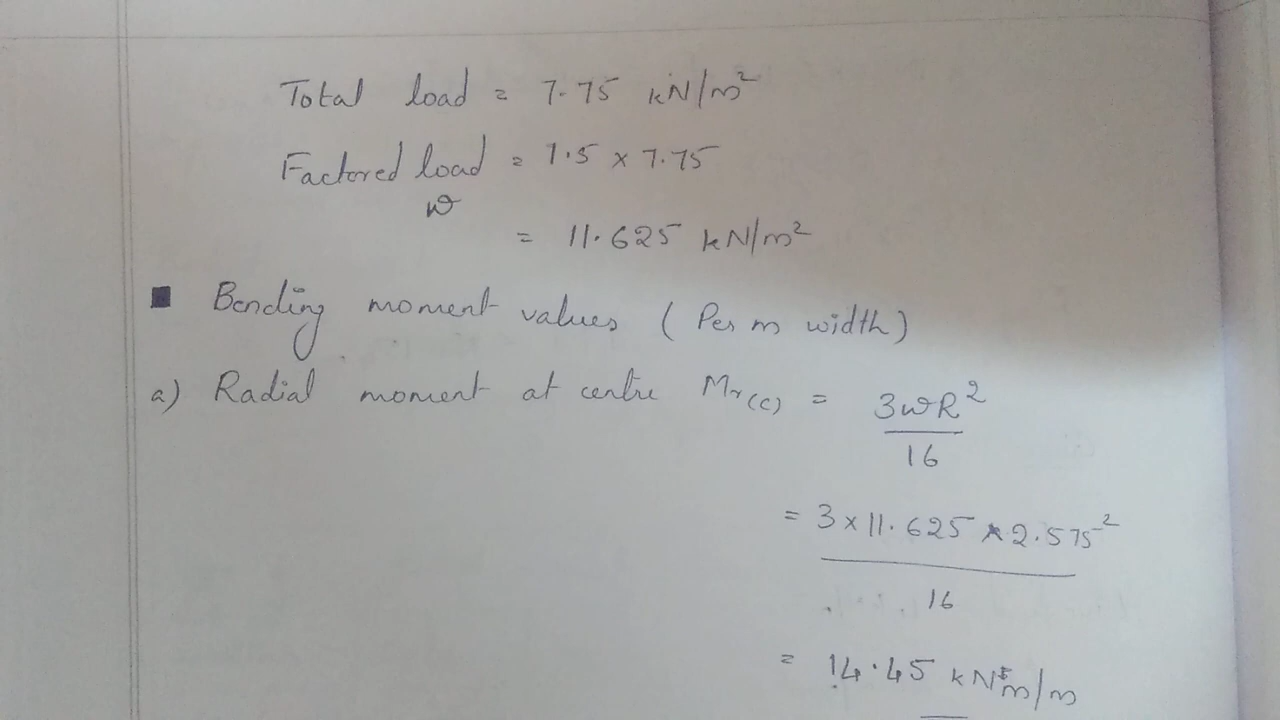 Total load = 7.75 kN/m²
Factored load = 1.5 x 7.75
w
= 11.625 kN/m²
■ Bending moment values (Per m width)
a) Radial moment at centre Mr(c) = 3wR²
16
= 3 x 11.625 x 2.575²
16
= 14.45 kNm/m